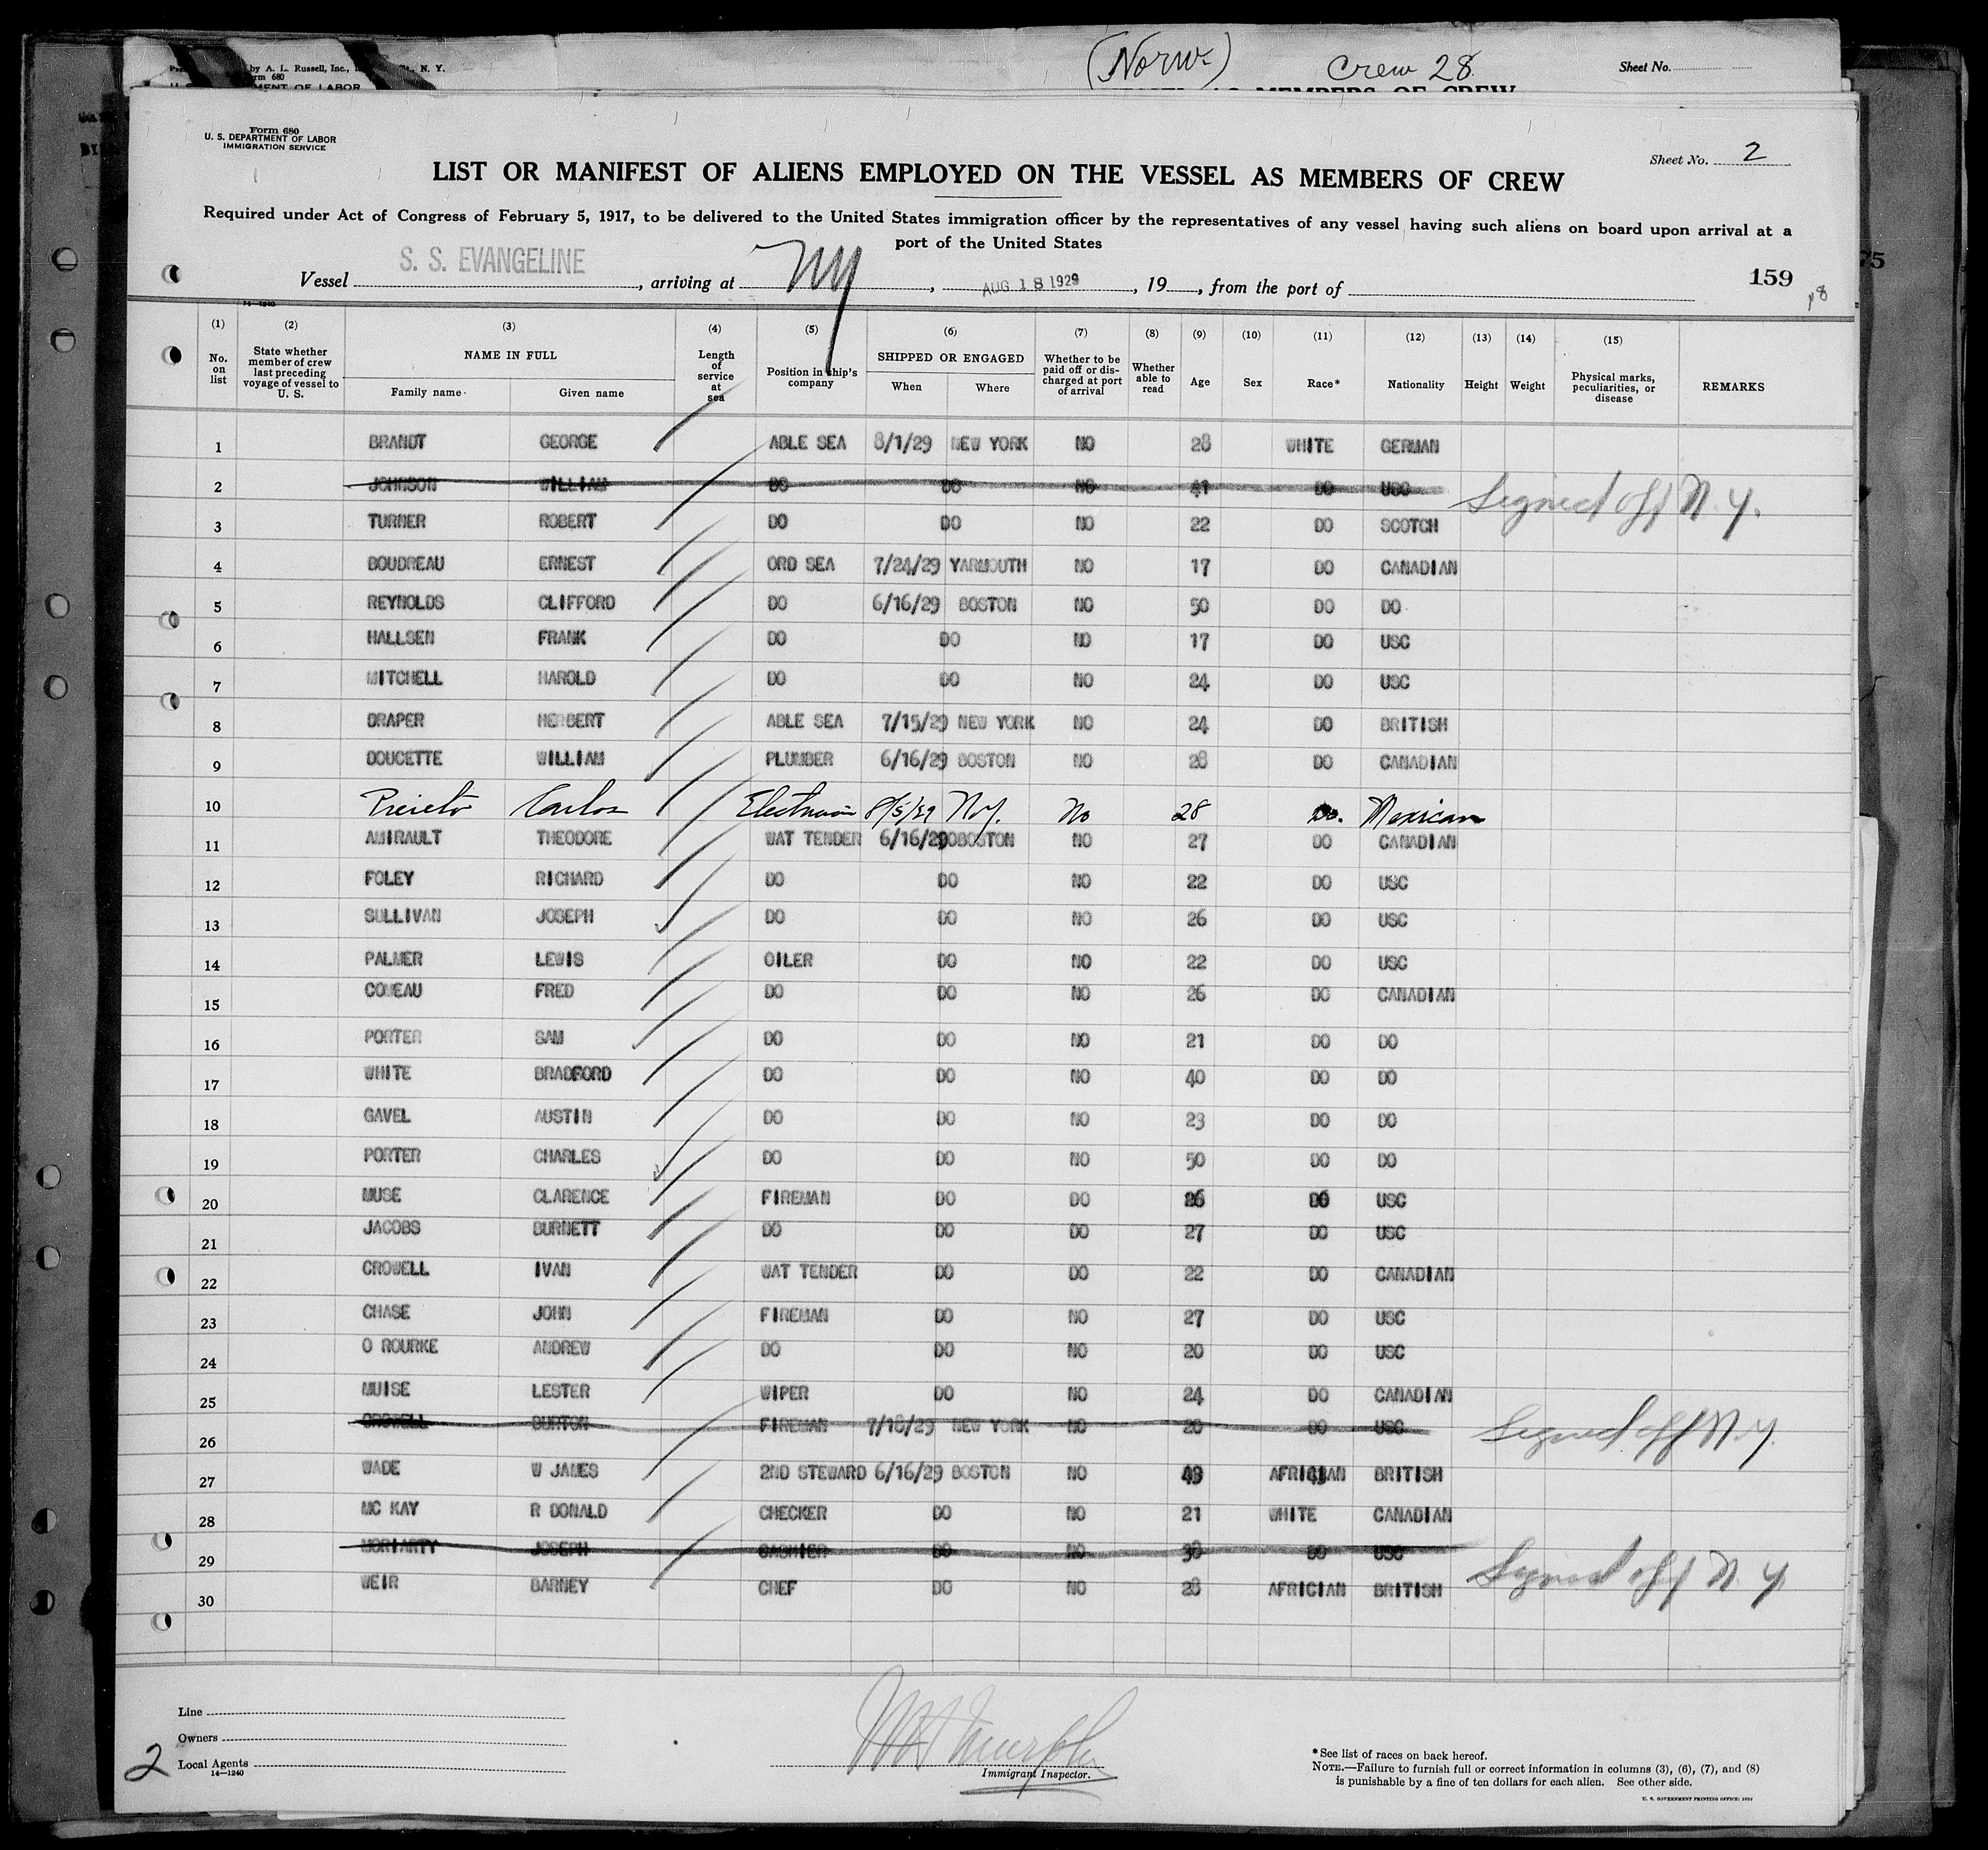 by A. L. Russell, Inc., N. Y.
(Norw.) Crew 28 Sheet No.
Form 680
U. S. DEPARTMENT OF LABOR
IMMIGRATION SERVICE
Sheet No. 2
LIST OR MANIFEST OF ALIENS EMPLOYED ON THE VESSEL AS MEMBERS OF CREW
Required under Act of Congress of February 5, 1917, to be delivered to the United States immigration officer by the representatives of any vessel having such aliens on board upon arrival at a
port of the United States
Vessel S. S. EVANGELINE, arriving at NY, AUG 18 1929, 19, from the port of 159
14-1240
(1) (2) (3) (4) (5) (6) (7) (8) (9) (10) (11) (12) (13) (14) (15)
No. on list State whether member of crew last preceding voyage of vessel to U. S. NAME IN FULL Family name Given name Length of service at sea Position in ship's company SHIPPED OR ENGAGED When Where Whether to be paid off or discharged at port of arrival Whether able to read Age Sex Race* Nationality Height Weight Physical marks, peculiarities, or disease REMARKS
1 BRANDT GEORGE ABLE SEA 8/1/29 NEW YORK NO 28 WHITE GERMAN
2 JOHNSON WILLIAM DO DO NO 41 DO USC Signed off N. Y.
3 TURNER ROBERT DO DO NO 22 DO SCOTCH
4 BOUDREAU ERNEST ORD SEA 7/24/29 YARMOUTH NO 17 DO CANADIAN
5 REYNOLDS CLIFFORD DO 6/16/29 BOSTON NO 50 DO DO
6 HALLSEN FRANK DO DO NO 17 DO USC
7 MITCHELL HAROLD DO DO NO 24 DO USC
8 DRAPER HERBERT ABLE SEA 7/15/29 NEW YORK NO 24 DO BRITISH
9 DOUCETTE WILLIAM PLUMBER 6/16/29 BOSTON NO 28 DO CANADIAN
10 Prieto Carlos Electrician 8/5/29 N.Y. No 28 Do. Mexican
11 AMIRAULT THEODORE WAT TENDER 6/16/29 BOSTON NO 27 DO CANADIAN
12 FOLEY RICHARD DO DO NO 22 DO USC
13 SULLIVAN JOSEPH DO DO NO 26 DO USC
14 PALMER LEWIS OILER DO NO 22 DO USC
15 COMEAU FRED DO DO NO 26 DO CANADIAN
16 PORTER SAM DO DO NO 21 DO DO
17 WHITE BRADFORD DO DO NO 40 DO DO
18 GAVEL AUSTIN DO DO NO 23 DO DO
19 PORTER CHARLES DO DO NO 50 DO DO
20 MUSE CLARENCE FIREMAN DO DO 26 DO USC
21 JACOBS BURNETT DO DO DO 27 DO USC
22 CROWELL IVAN WAT TENDER DO DO 22 DO CANADIAN
23 CHASE JOHN FIREMAN DO NO 27 DO USC
24 O ROURKE ANDREW DO DO NO 20 DO USC
25 MUISE LESTER WIPER DO NO 24 DO CANADIAN
26 CROWELL BURTON FIREMAN 7/18/29 NEW YORK NO 20 DO USC Signed off N.Y.
27 WADE W JAMES 2ND STEWARD 6/16/29 BOSTON NO 49 AFRICIAN BRITISH
28 MC KAY R DONALD CHECKER DO NO 21 WHITE CANADIAN
29 MORIARTY JOSEPH CASHIER DO NO 38 DO USC Signed off N. Y.
30 WEIR BARNEY CHEF DO NO 28 AFRICIAN BRITISH
Line
Owners
Local Agents
14—1240
2
Immigrant Inspector.
*See list of races on back hereof.
NOTE.—Failure to furnish full or correct information in columns (3), (6), (7), and (8)
is punishable by a fine of ten dollars for each alien. See other side.
U. S. GOVERNMENT PRINTING OFFICE: